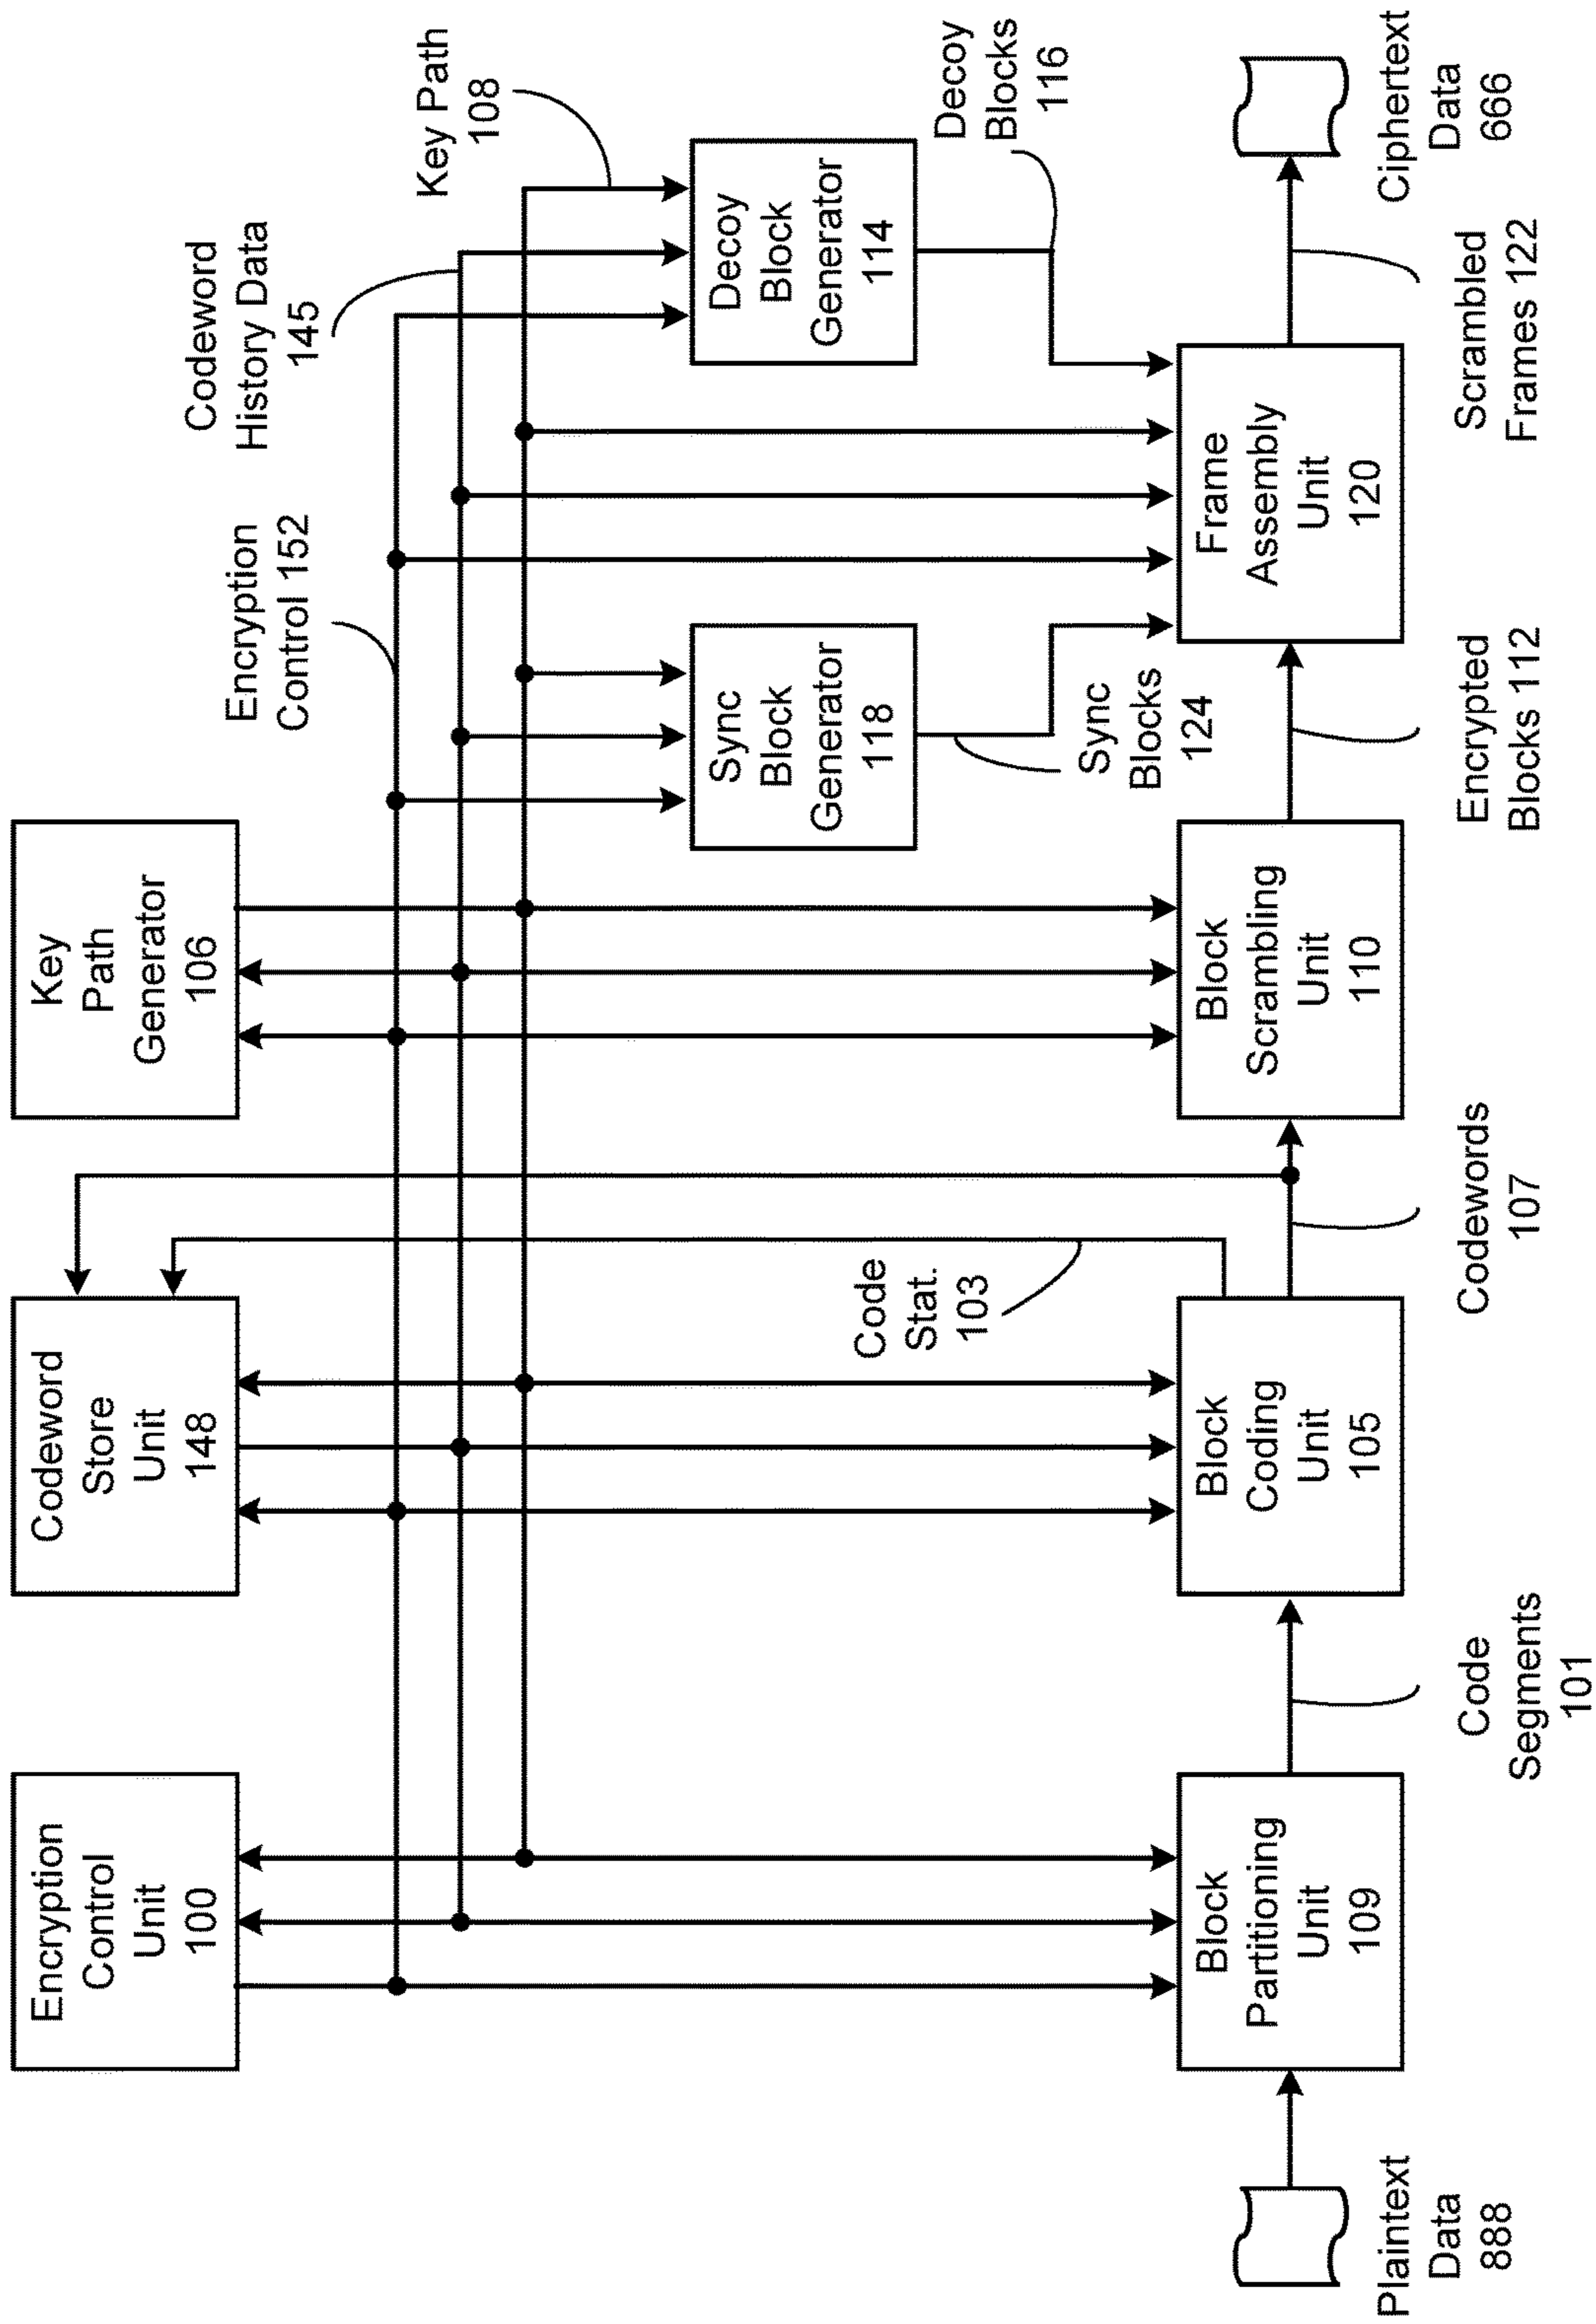 Encryption
Control
Unit
100
Codeword
Store
Unit
148
Key
Path
Generator
106
Encryption
Control 152
Codeword
History Data
145
Key Path
108
Sync
Block
Generator
118
Decoy
Block
Generator
114
Code
Stat.
103
Sync
Blocks
124
Decoy
Blocks
116
Plaintext
Data
888
Block
Partitioning
Unit
109
Code
Segments
101
Block
Coding
Unit
105
Codewords
107
Block
Scrambling
Unit
110
Encrypted
Blocks 112
Frame
Assembly
Unit
120
Scrambled
Frames 122
Ciphertext
Data
666